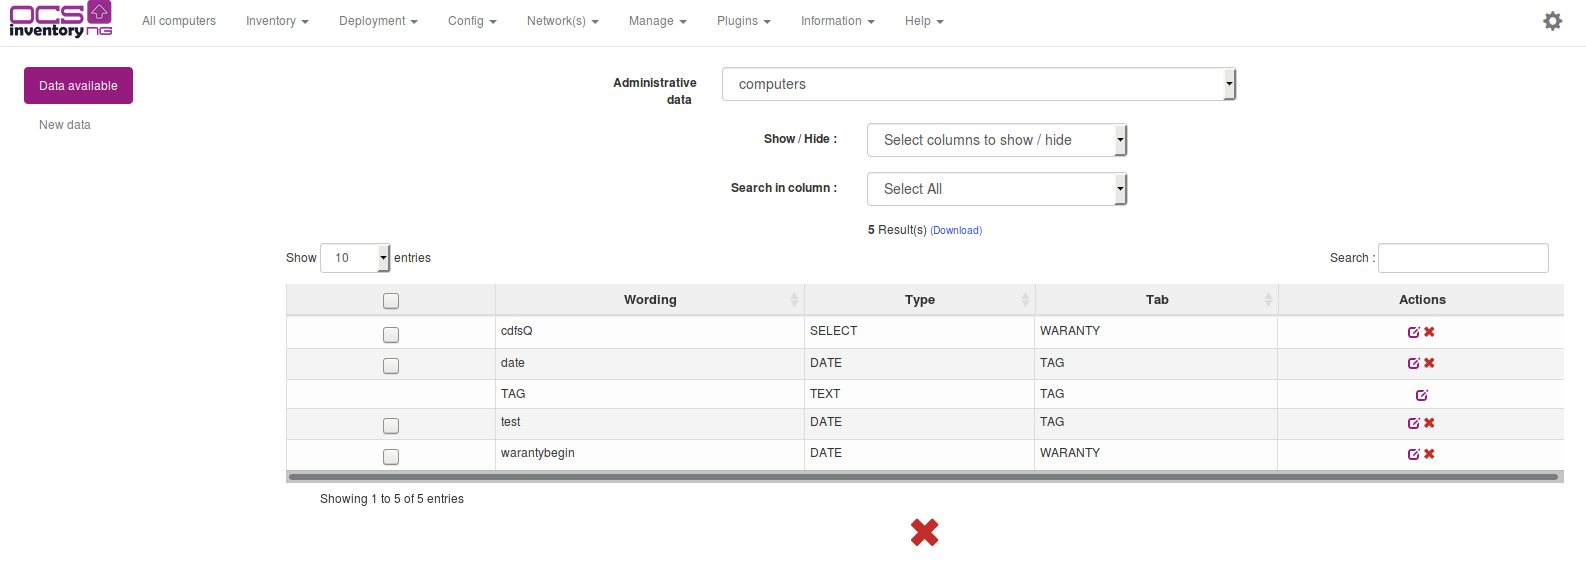 OCS
inventory NG
All computers Inventory Deployment Config Network(s) Manage Plugins Information Help
Data available
New data
Administrative data computers
Show / Hide : Select columns to show / hide
Search in column : Select All
5 Result(s) (Download)
Show 10 entries Search :
Wording Type Tab Actions
cdfsQ SELECT WARANTY
date DATE TAG
TAG TEXT TAG
test DATE TAG
warantybegin DATE WARANTY
Showing 1 to 5 of 5 entries